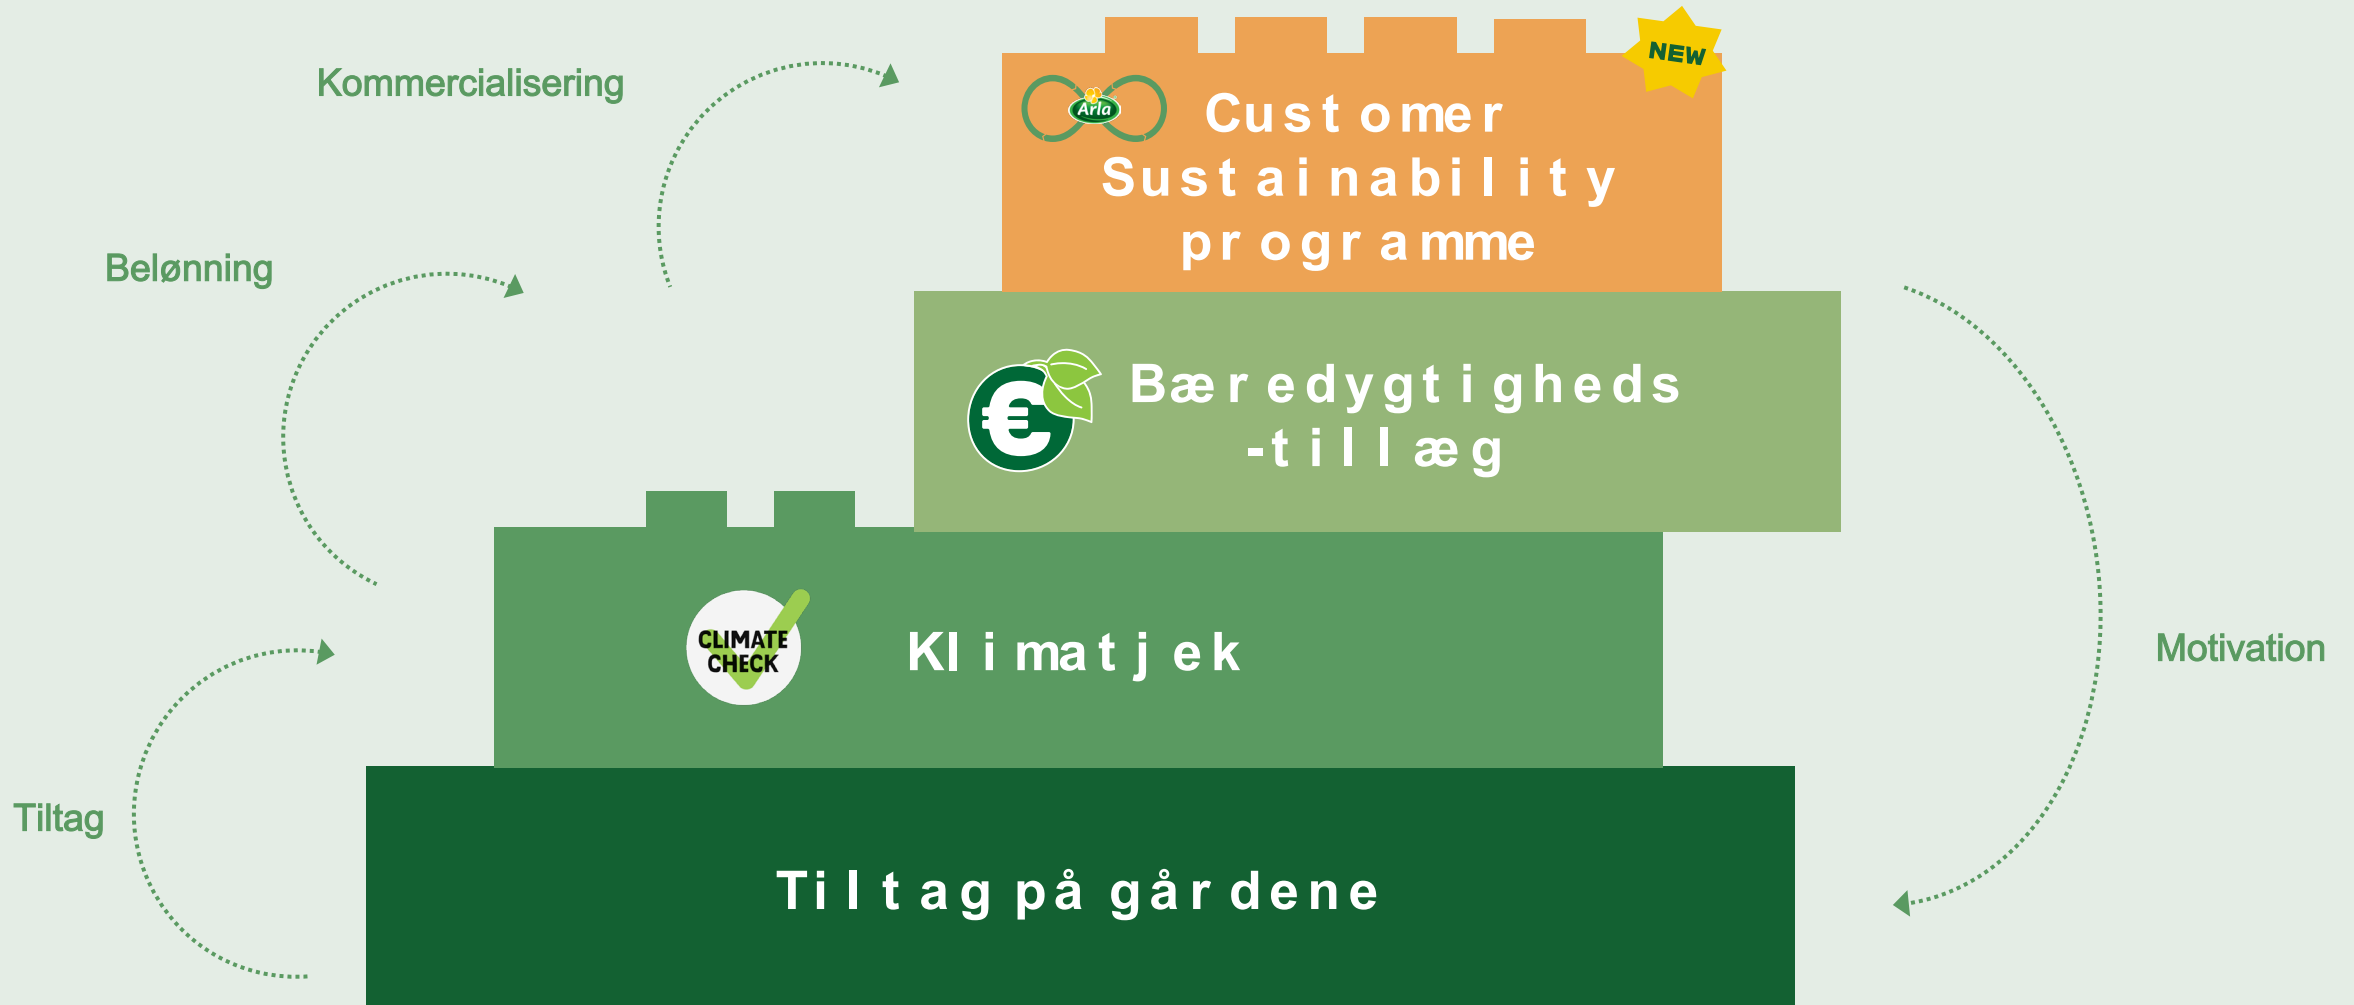 Kommercialisering
NEW
Arla
Customer
Sustainability
programme
Belønning
€
Bæredygtigheds
-tillæg
CLIMATE
CHECK
Klimatjek
Motivation
Tiltag
Tiltag på gårdene